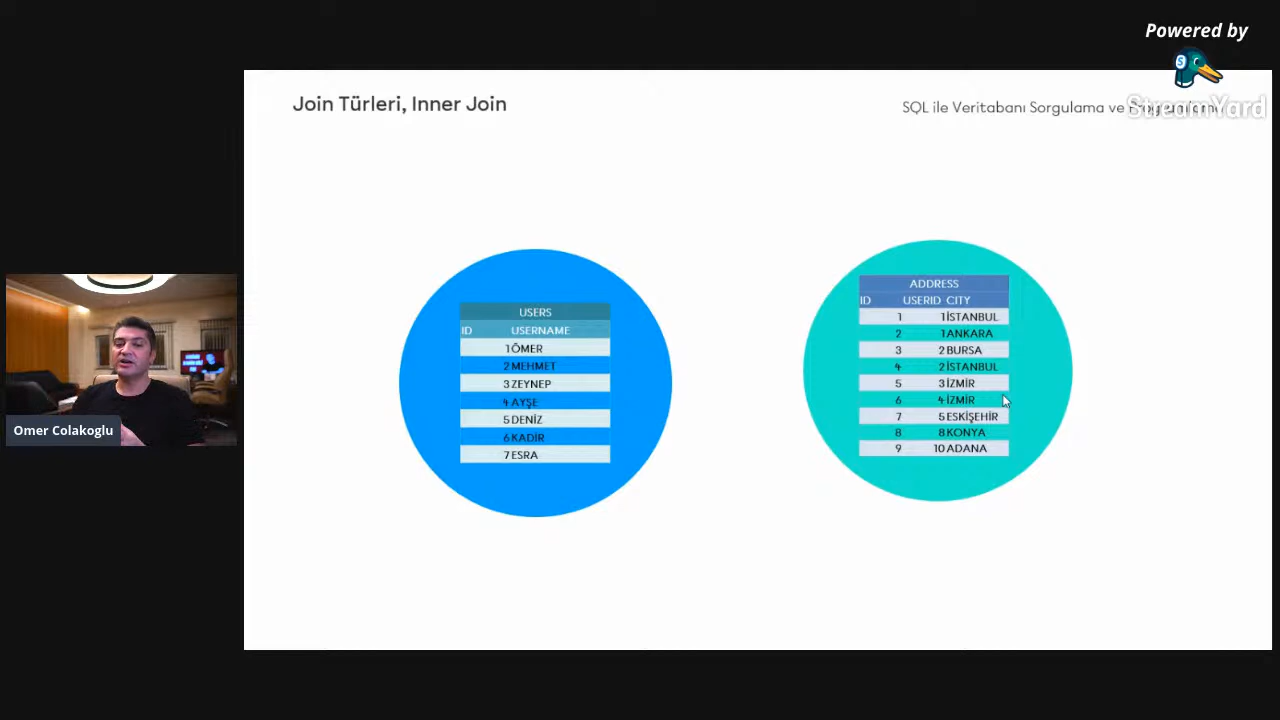 Powered by
StreamYard
Join Türleri, Inner Join
SQL ile Veritabanı Sorgulama ve Programlama
USERS
ID USERNAME
1 ÖMER
2 MEHMET
3 ZEYNEP
4 AYŞE
5 DENİZ
6 KADİR
7 ESRA
ADDRESS
ID USERID CITY
1 1 İSTANBUL
2 1 ANKARA
3 2 BURSA
4 2 İSTANBUL
5 3 İZMİR
6 4 İZMİR
7 5 ESKİŞEHİR
8 8 KONYA
9 10 ADANA
Omer Colakoglu